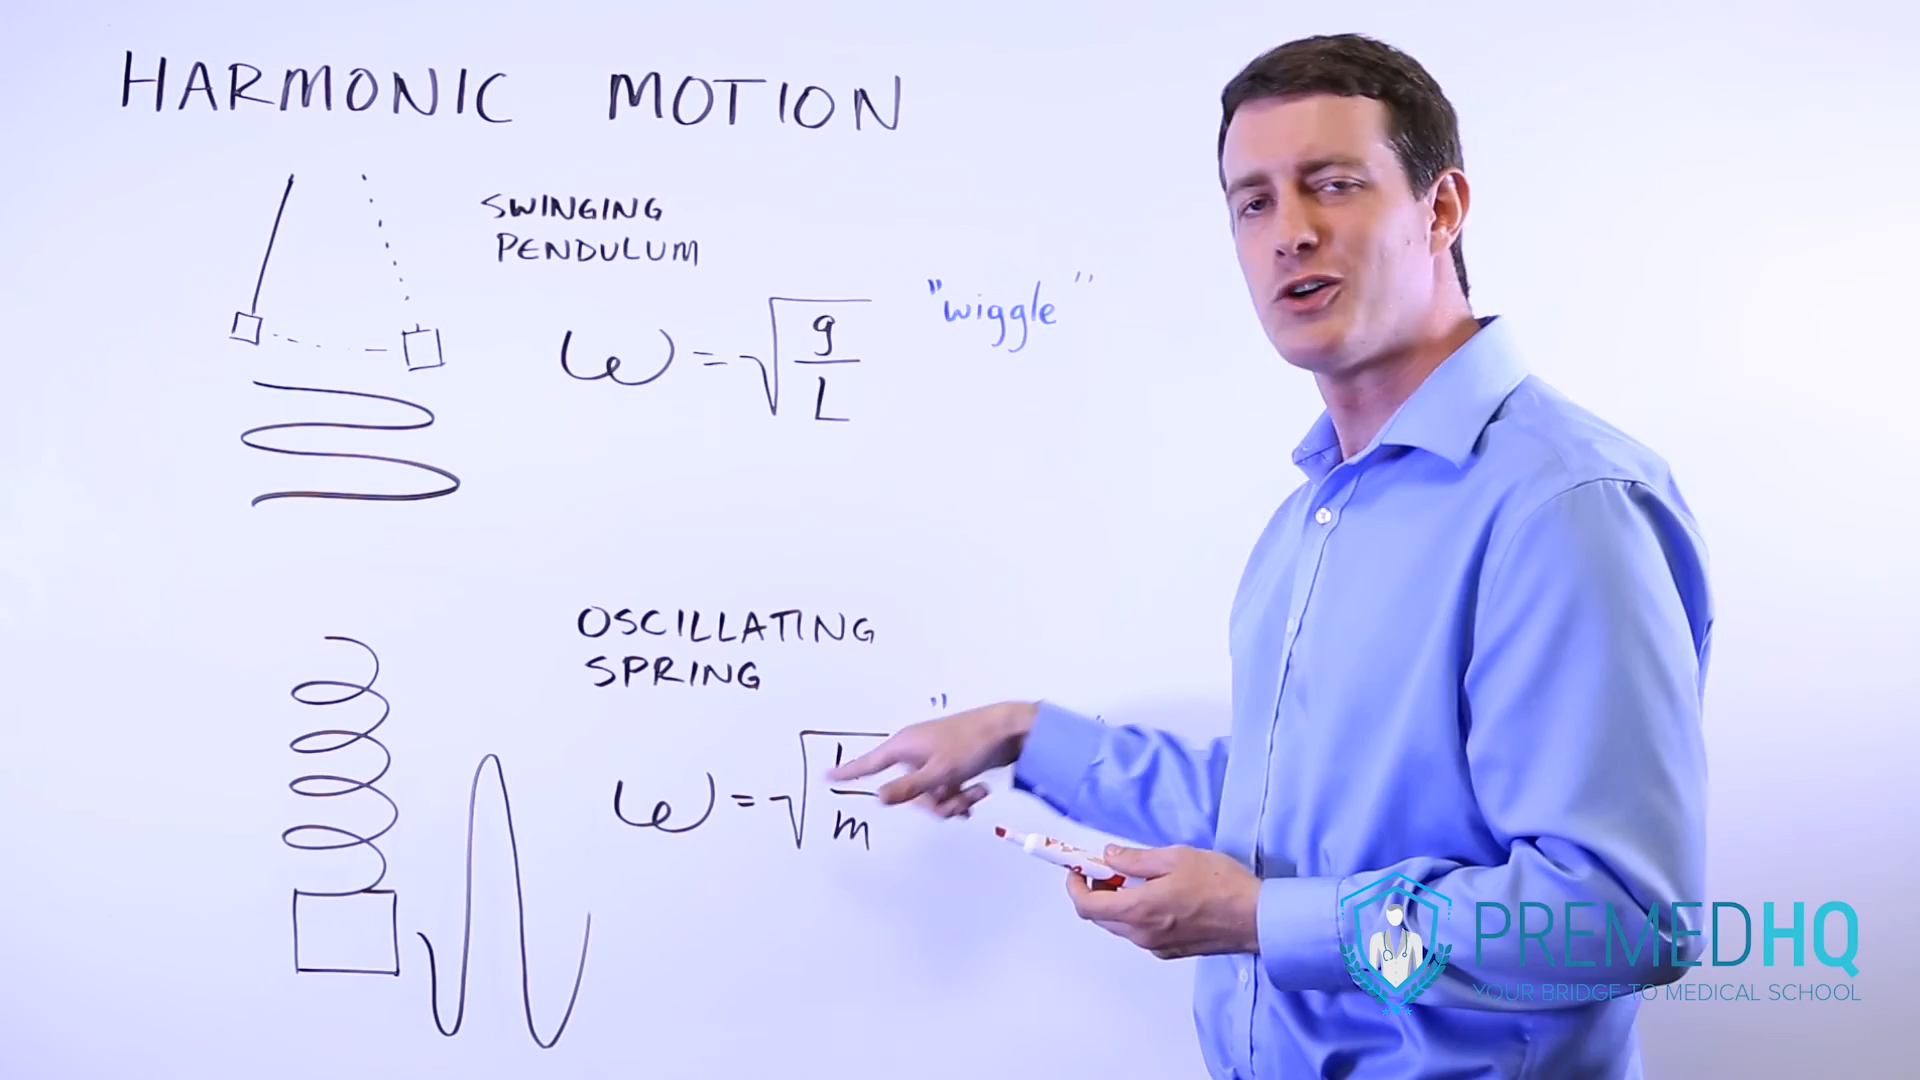 HARMONIC MOTION
SWINGING
PENDULUM
ω = √g/L
"wiggle"
OSCILLATING
SPRING
"
ω = √ /m
PREMEDHQ
YOUR BRIDGE TO MEDICAL SCHOOL